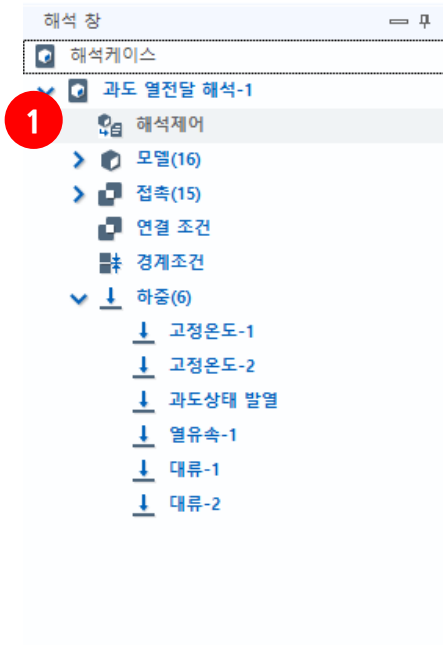 해석 창
해석케이스
과도 열전달 해석-1
1
해석제어
모델(16)
접촉(15)
연결 조건
경계조건
하중(6)
고정온도-1
고정온도-2
과도상태 발열
열유속-1
대류-1
대류-2